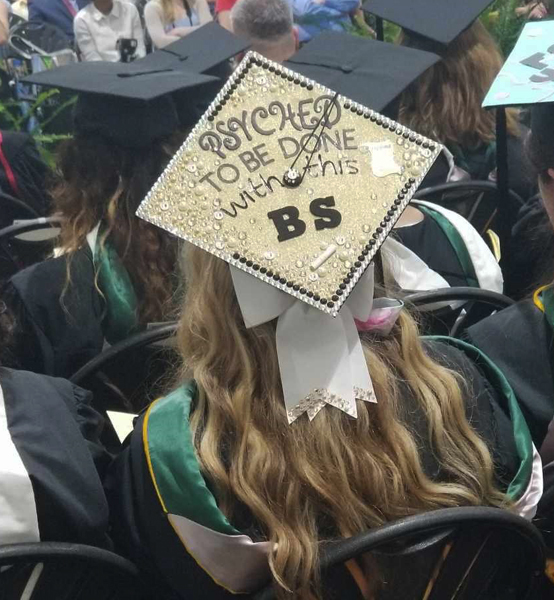 PSYCHED
TO BE DONE
with this
BS